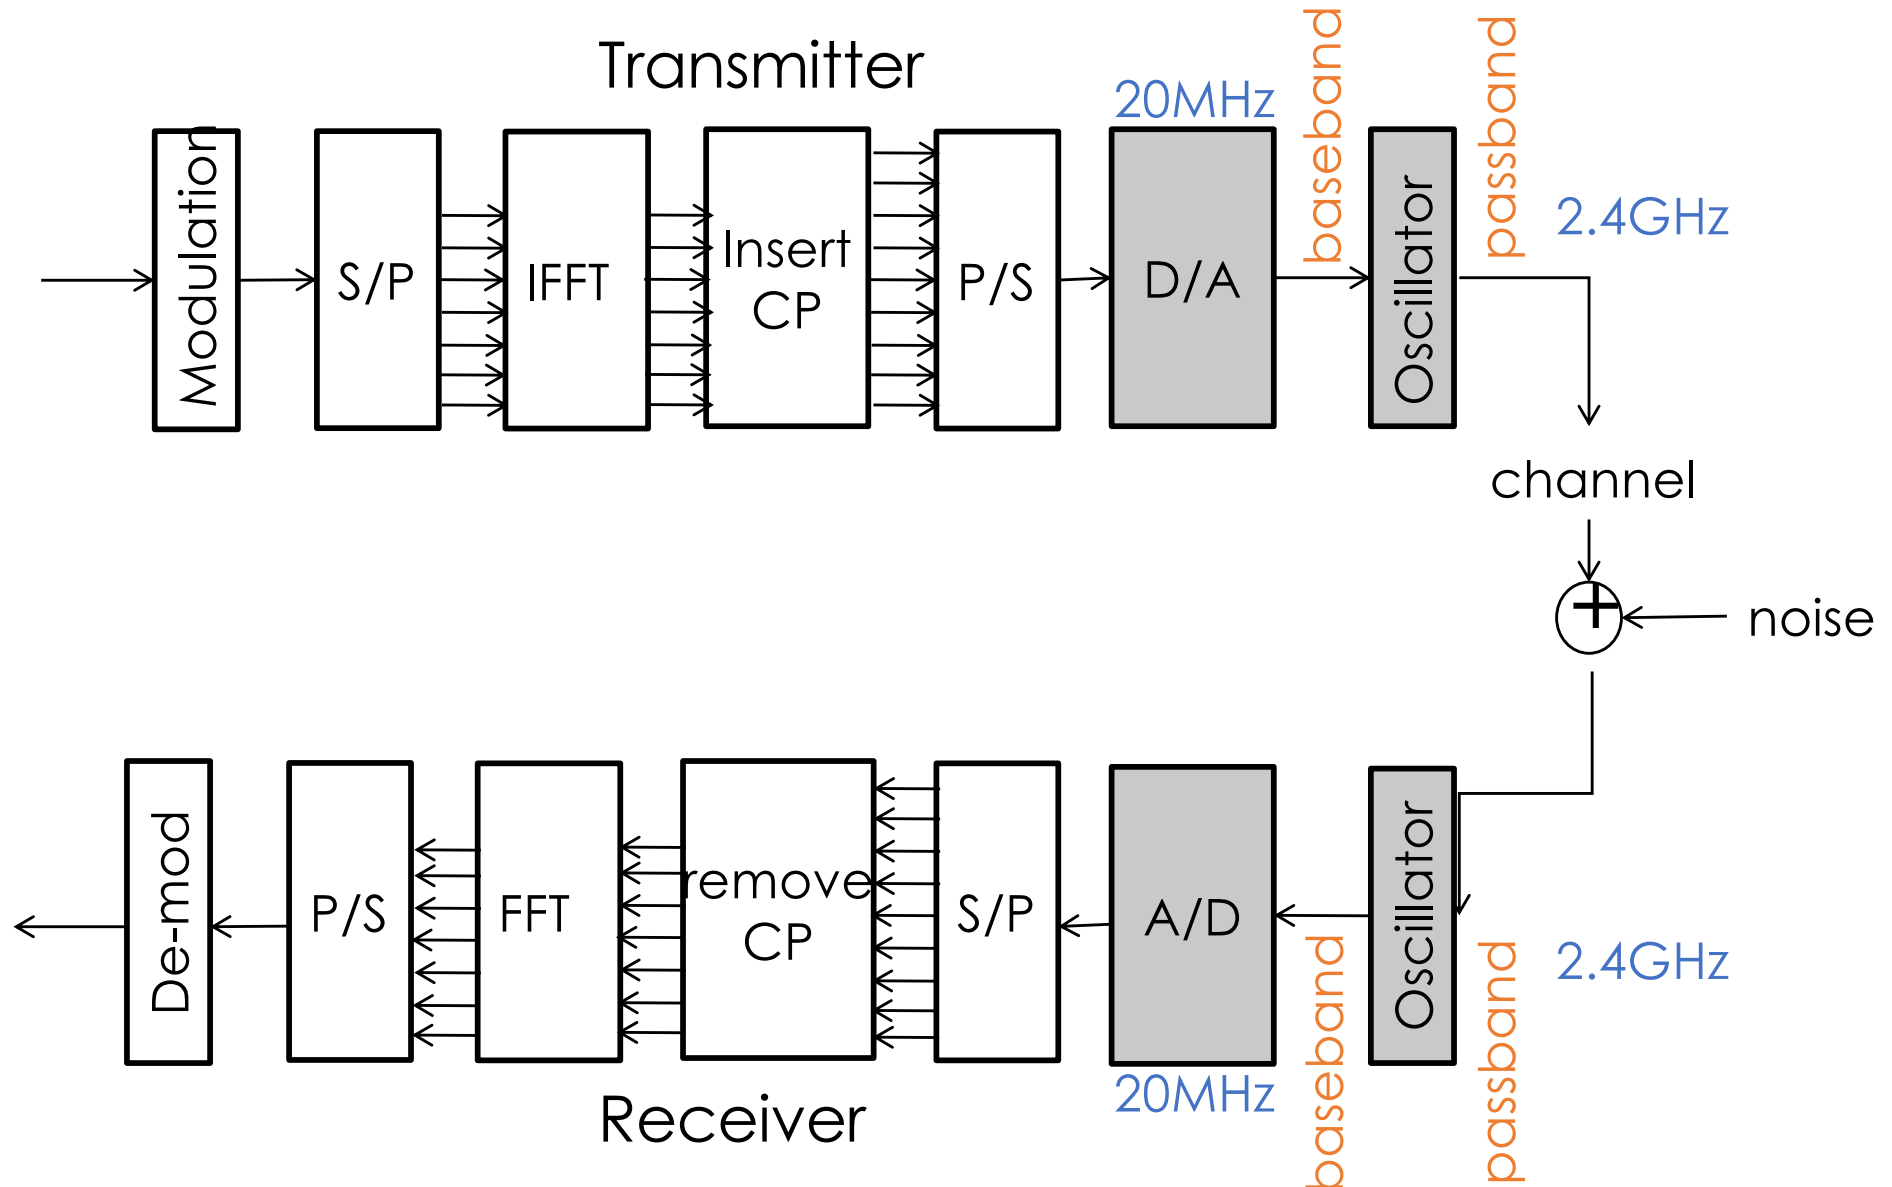 Transmitter
20MHz
baseband
passband
2.4GHz
Modulation
S/P
IFFT
Insert
CP
P/S
D/A
Oscillator
channel
+
noise
De-mod
P/S
FFT
remove
CP
S/P
A/D
Oscillator
2.4GHz
20MHz
baseband
passband
Receiver